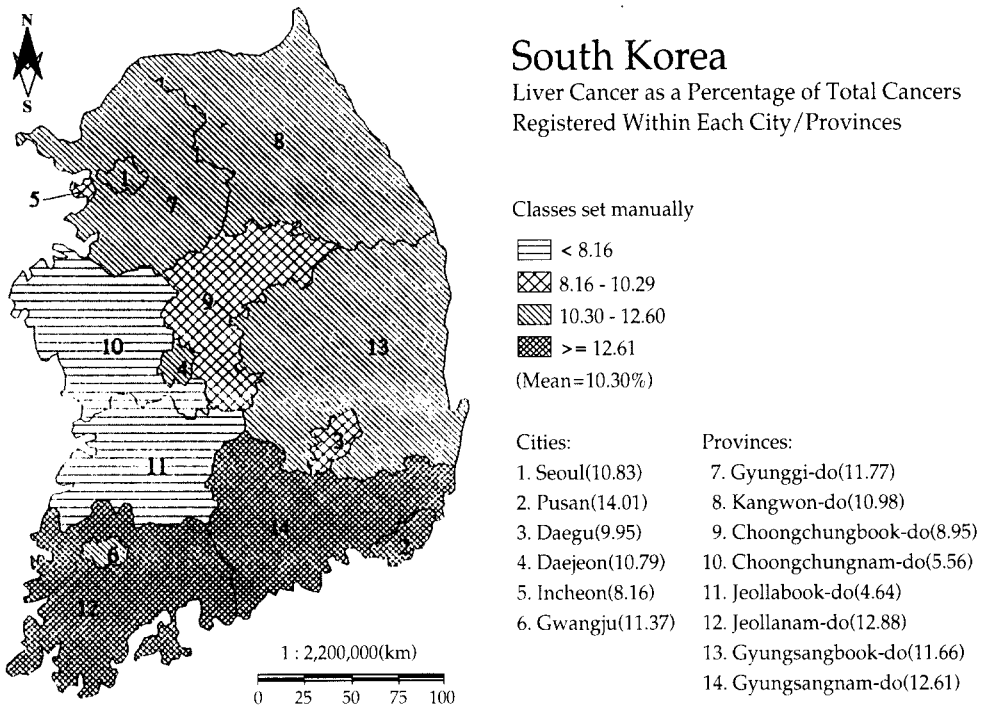 N
S
South Korea
Liver Cancer as a Percentage of Total Cancers
Registered Within Each City/Provinces
Classes set manually
< 8.16
8.16 - 10.29
10.30 - 12.60
>= 12.61
(Mean=10.30%)
Cities:
1. Seoul(10.83)
2. Pusan(14.01)
3. Daegu(9.95)
4. Daejeon(10.79)
5. Incheon(8.16)
6. Gwangju(11.37)
Provinces:
7. Gyunggi-do(11.77)
8. Kangwon-do(10.98)
9. Choongchungbook-do(8.95)
10. Choongchungnam-do(5.56)
11. Jeollabook-do(4.64)
12. Jeollanam-do(12.88)
13. Gyungsangbook-do(11.66)
14. Gyungsangnam-do(12.61)
8
1
5
7
9
10
13
4
3
11
14
2
6
12
1 : 2,200,000(km)
0 25 50 75 100